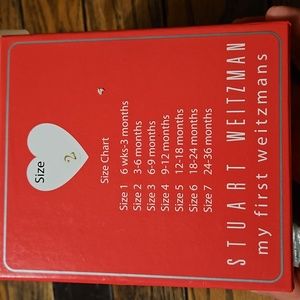 Size
2
Size Chart
Size 1 6 wks-3 months
Size 2 3-6 months
Size 3 6-9 months
Size 4 9-12 months
Size 5 12-18 months
Size 6 18-24 months
Size 7 24-36 months
STUART WEITZMAN
my first weitzmans